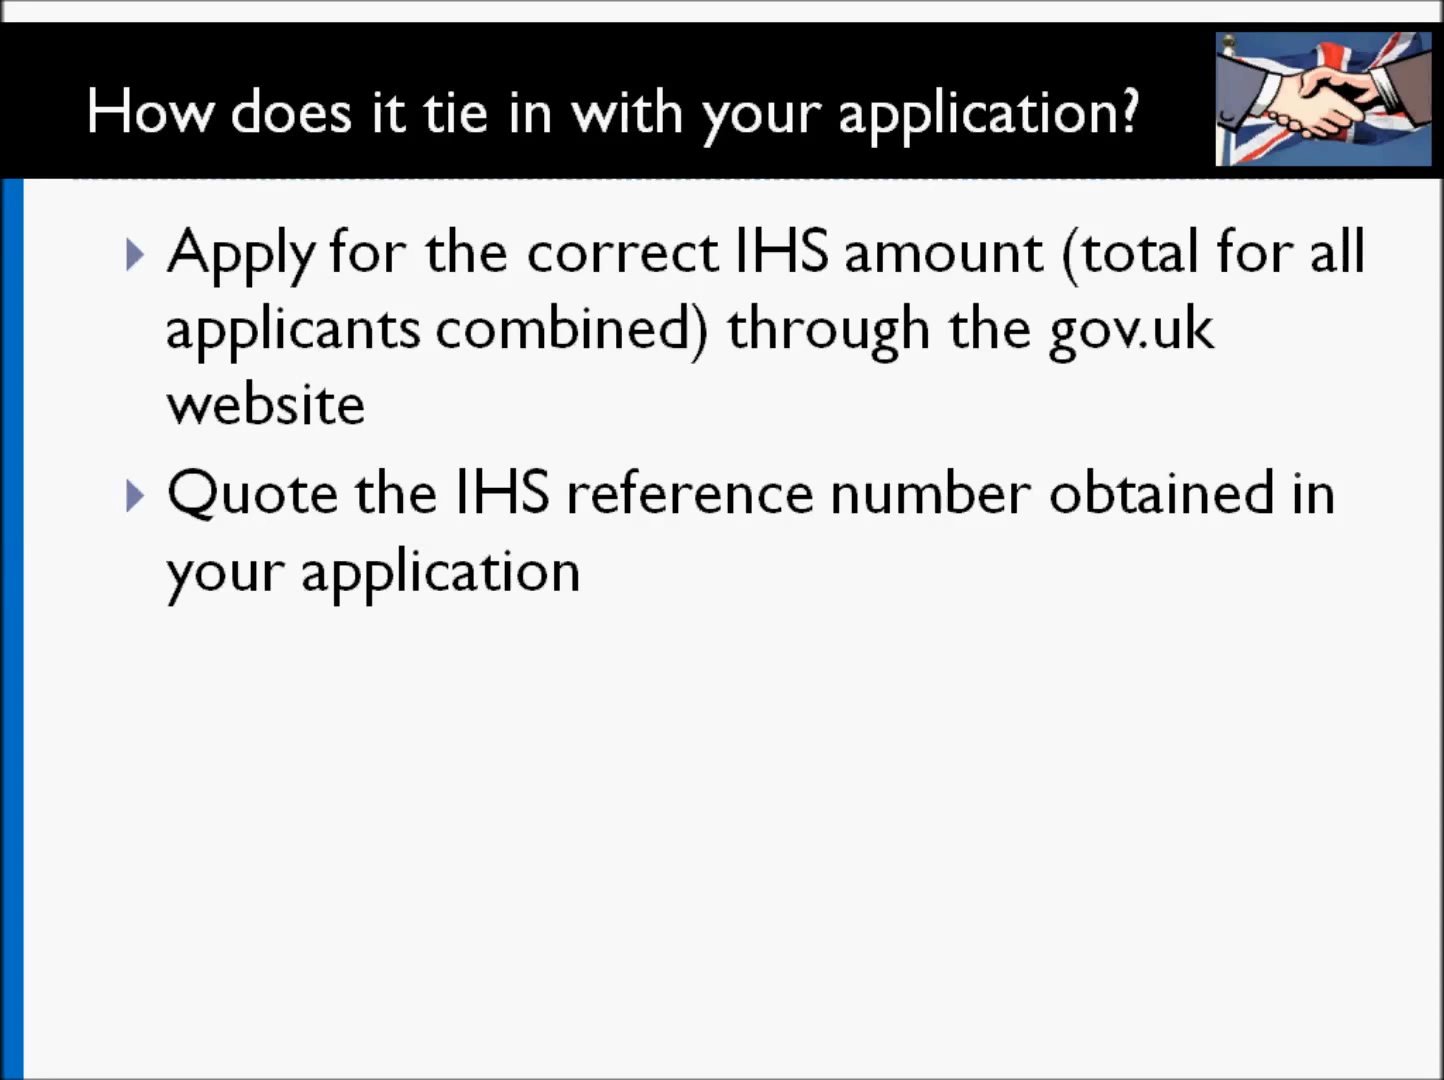 How does it tie in with your application?
Apply for the correct IHS amount (total for all
applicants combined) through the gov.uk
website
Quote the IHS reference number obtained in
your application